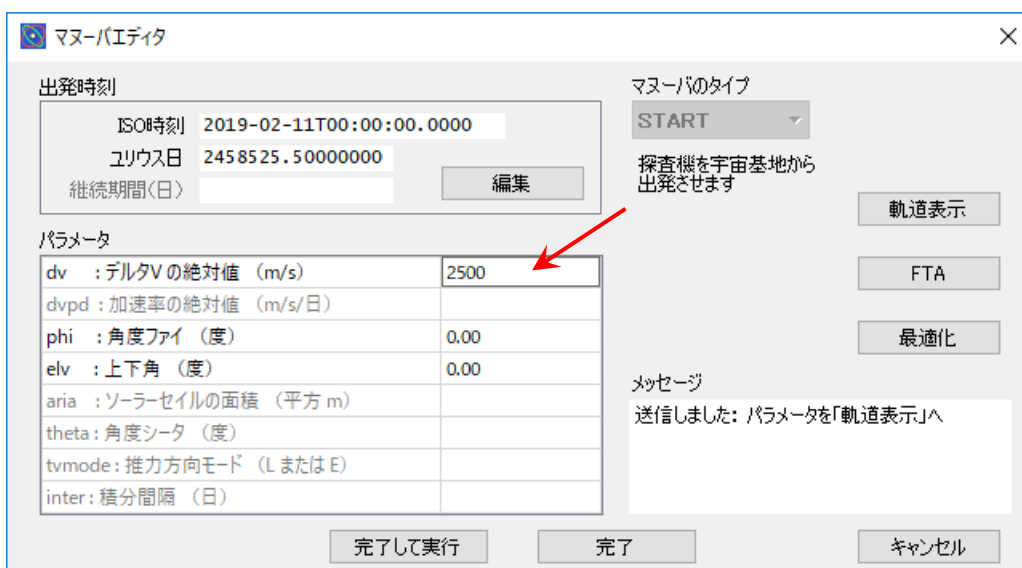 マヌーバエディタ
出発時刻
ISO時刻 2019-02-11T00:00:00.0000
ユリウス日 2458525.50000000
継続期間(日)
編集
マヌーバのタイプ
START
探査機を宇宙基地から
出発させます
軌道表示
FTA
最適化
パラメータ
dv :デルタV の絶対値 （m/s） 2500
dvpd : 加速率の絶対値 （m/s/日）
phi : 角度ファイ （度） 0.00
elv : 上下角 （度） 0.00
aria : ソーラーセイルの面積 （平方 m）
theta : 角度シータ （度）
tvmode : 推力方向モード （L または E）
inter : 積分間隔 （日）
メッセージ
送信しました: パラメータを「軌道表示」へ
完了して実行
完了
キャンセル